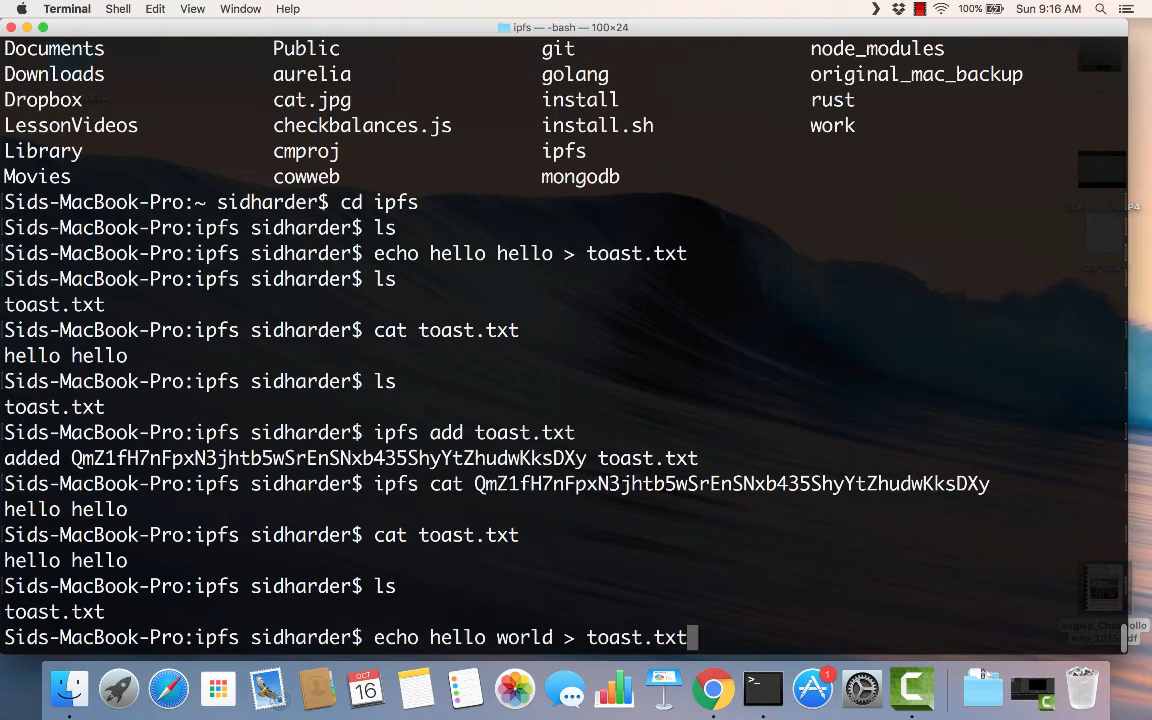 Terminal Shell Edit View Window Help 100% Sun 9:16 AM
ipfs — -bash — 100×24
Documents Public git node_modules
Downloads aurelia golang original_mac_backup
Dropbox cat.jpg install rust
LessonVideos checkbalances.js install.sh work
Library cmproj ipfs
Movies cowweb mongodb
Sids-MacBook-Pro:~ sidharder$ cd ipfs
Sids-MacBook-Pro:ipfs sidharder$ ls
Sids-MacBook-Pro:ipfs sidharder$ echo hello hello > toast.txt
Sids-MacBook-Pro:ipfs sidharder$ ls
toast.txt
Sids-MacBook-Pro:ipfs sidharder$ cat toast.txt
hello hello
Sids-MacBook-Pro:ipfs sidharder$ ls
toast.txt
Sids-MacBook-Pro:ipfs sidharder$ ipfs add toast.txt
added QmZ1fH7nFpxN3jhtb5wSrEnSNxb435ShyYtZhudwKksDXy toast.txt
Sids-MacBook-Pro:ipfs sidharder$ ipfs cat QmZ1fH7nFpxN3jhtb5wSrEnSNxb435ShyYtZhudwKksDXy
hello hello
Sids-MacBook-Pro:ipfs sidharder$ cat toast.txt
hello hello
Sids-MacBook-Pro:ipfs sidharder$ ls
toast.txt
Sids-MacBook-Pro:ipfs sidharder$ echo hello world > toast.txt
OCT
16
1